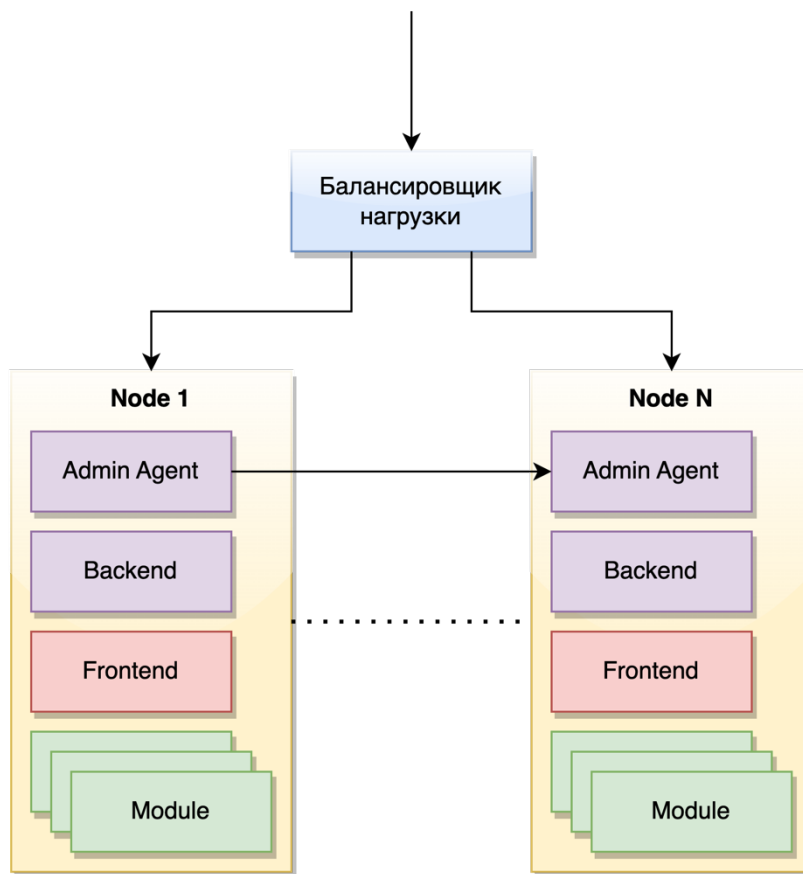 Балансировщик
нагрузки
Node 1
Node N
Admin Agent
Admin Agent
Backend
Backend
Frontend
Frontend
Module
Module